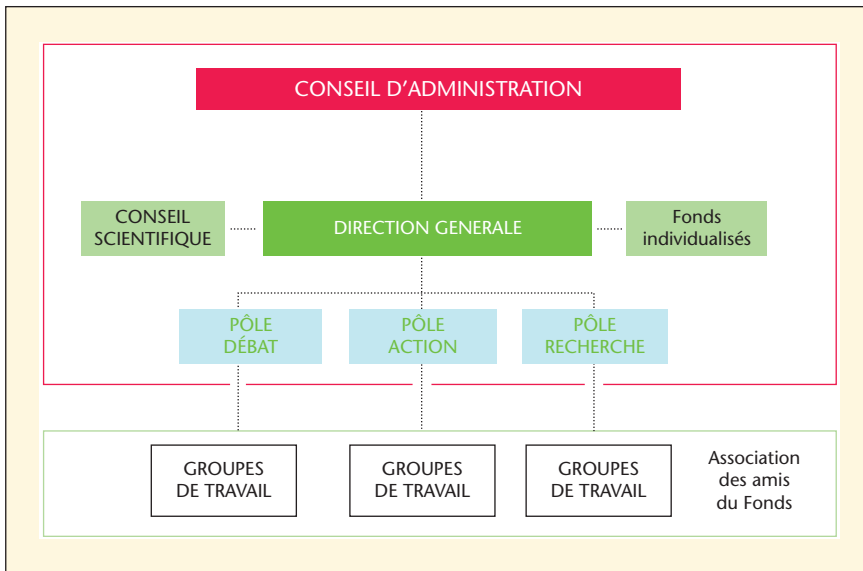 CONSEIL D'ADMINISTRATION
CONSEIL
SCIENTIFIQUE
DIRECTION GENERALE
Fonds
individualisés
PÔLE
DÉBAT
PÔLE
ACTION
PÔLE
RECHERCHE
GROUPES
DE TRAVAIL
GROUPES
DE TRAVAIL
GROUPES
DE TRAVAIL
Association
des amis
du Fonds